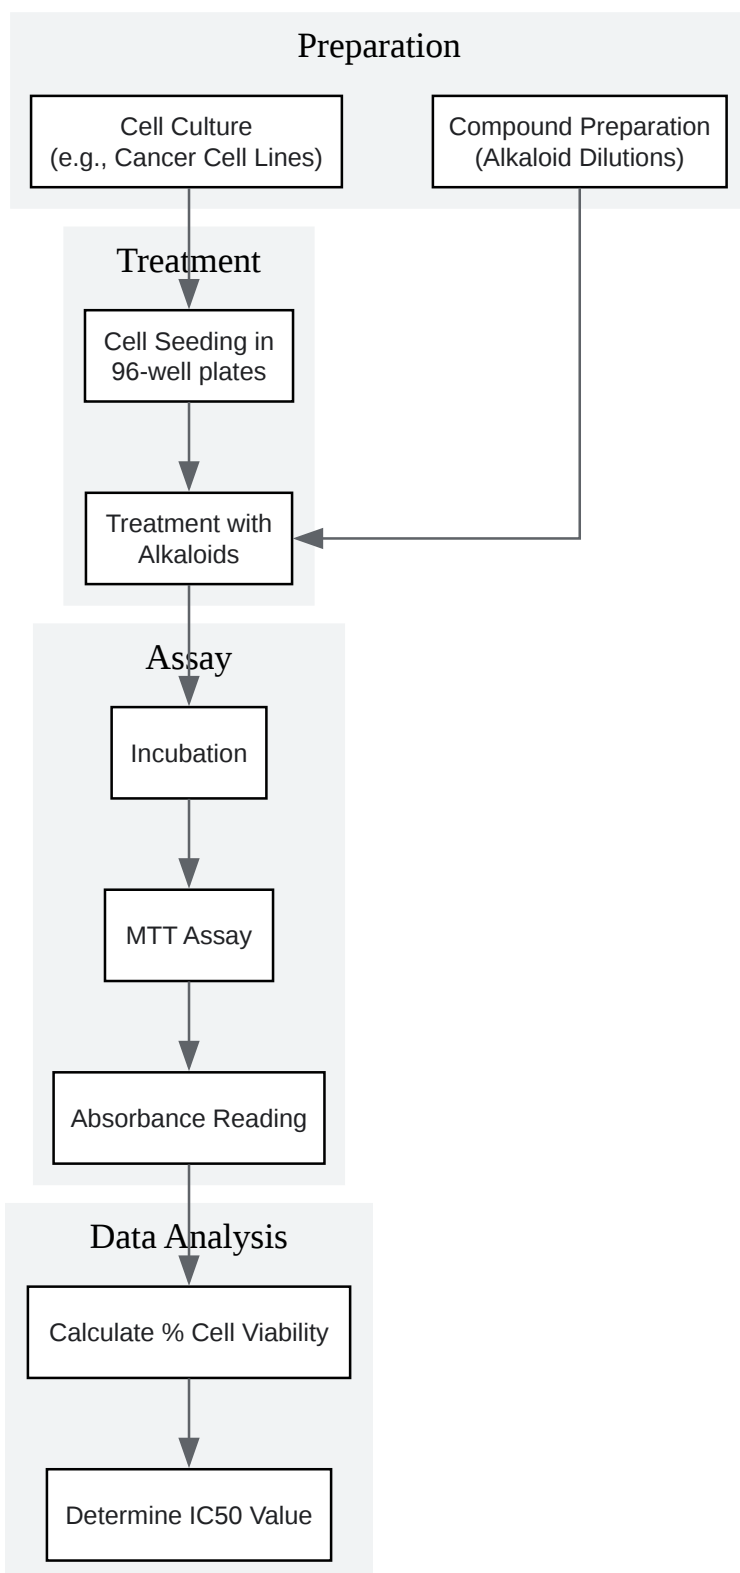 Preparation
Cell Culture
(e.g., Cancer Cell Lines)
Compound Preparation
(Alkaloid Dilutions)
Treatment
Cell Seeding in
96-well plates
Treatment with
Alkaloids
Assay
Incubation
MTT Assay
Absorbance Reading
Data Analysis
Calculate % Cell Viability
Determine IC50 Value